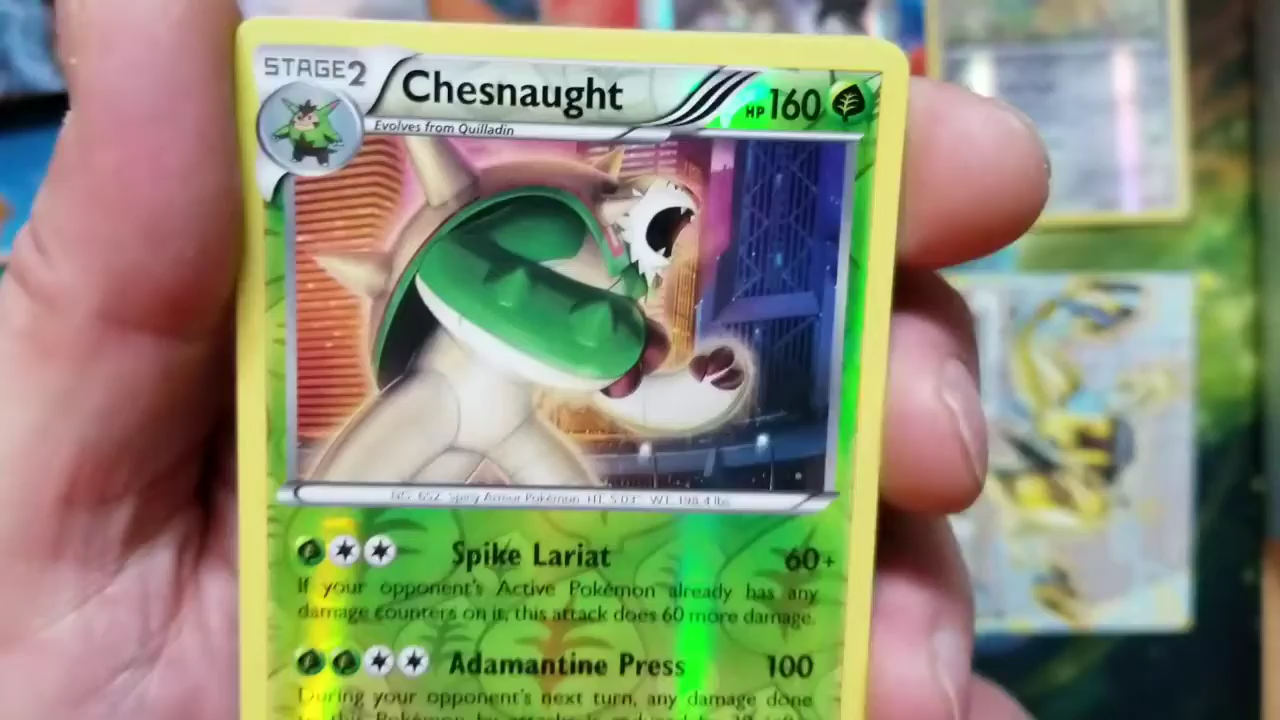 STAGE2
Chesnaught
HP 160
Evolves from Quilladin
NO. 652 Spiny Armor Pokémon HT: 5'03" WT: 198.4 lbs.
Spike Lariat 60+
If your opponent's Active Pokémon already has any
damage counters on it, this attack does 60 more damage.
Adamantine Press 100
During your opponent's next turn, any damage done